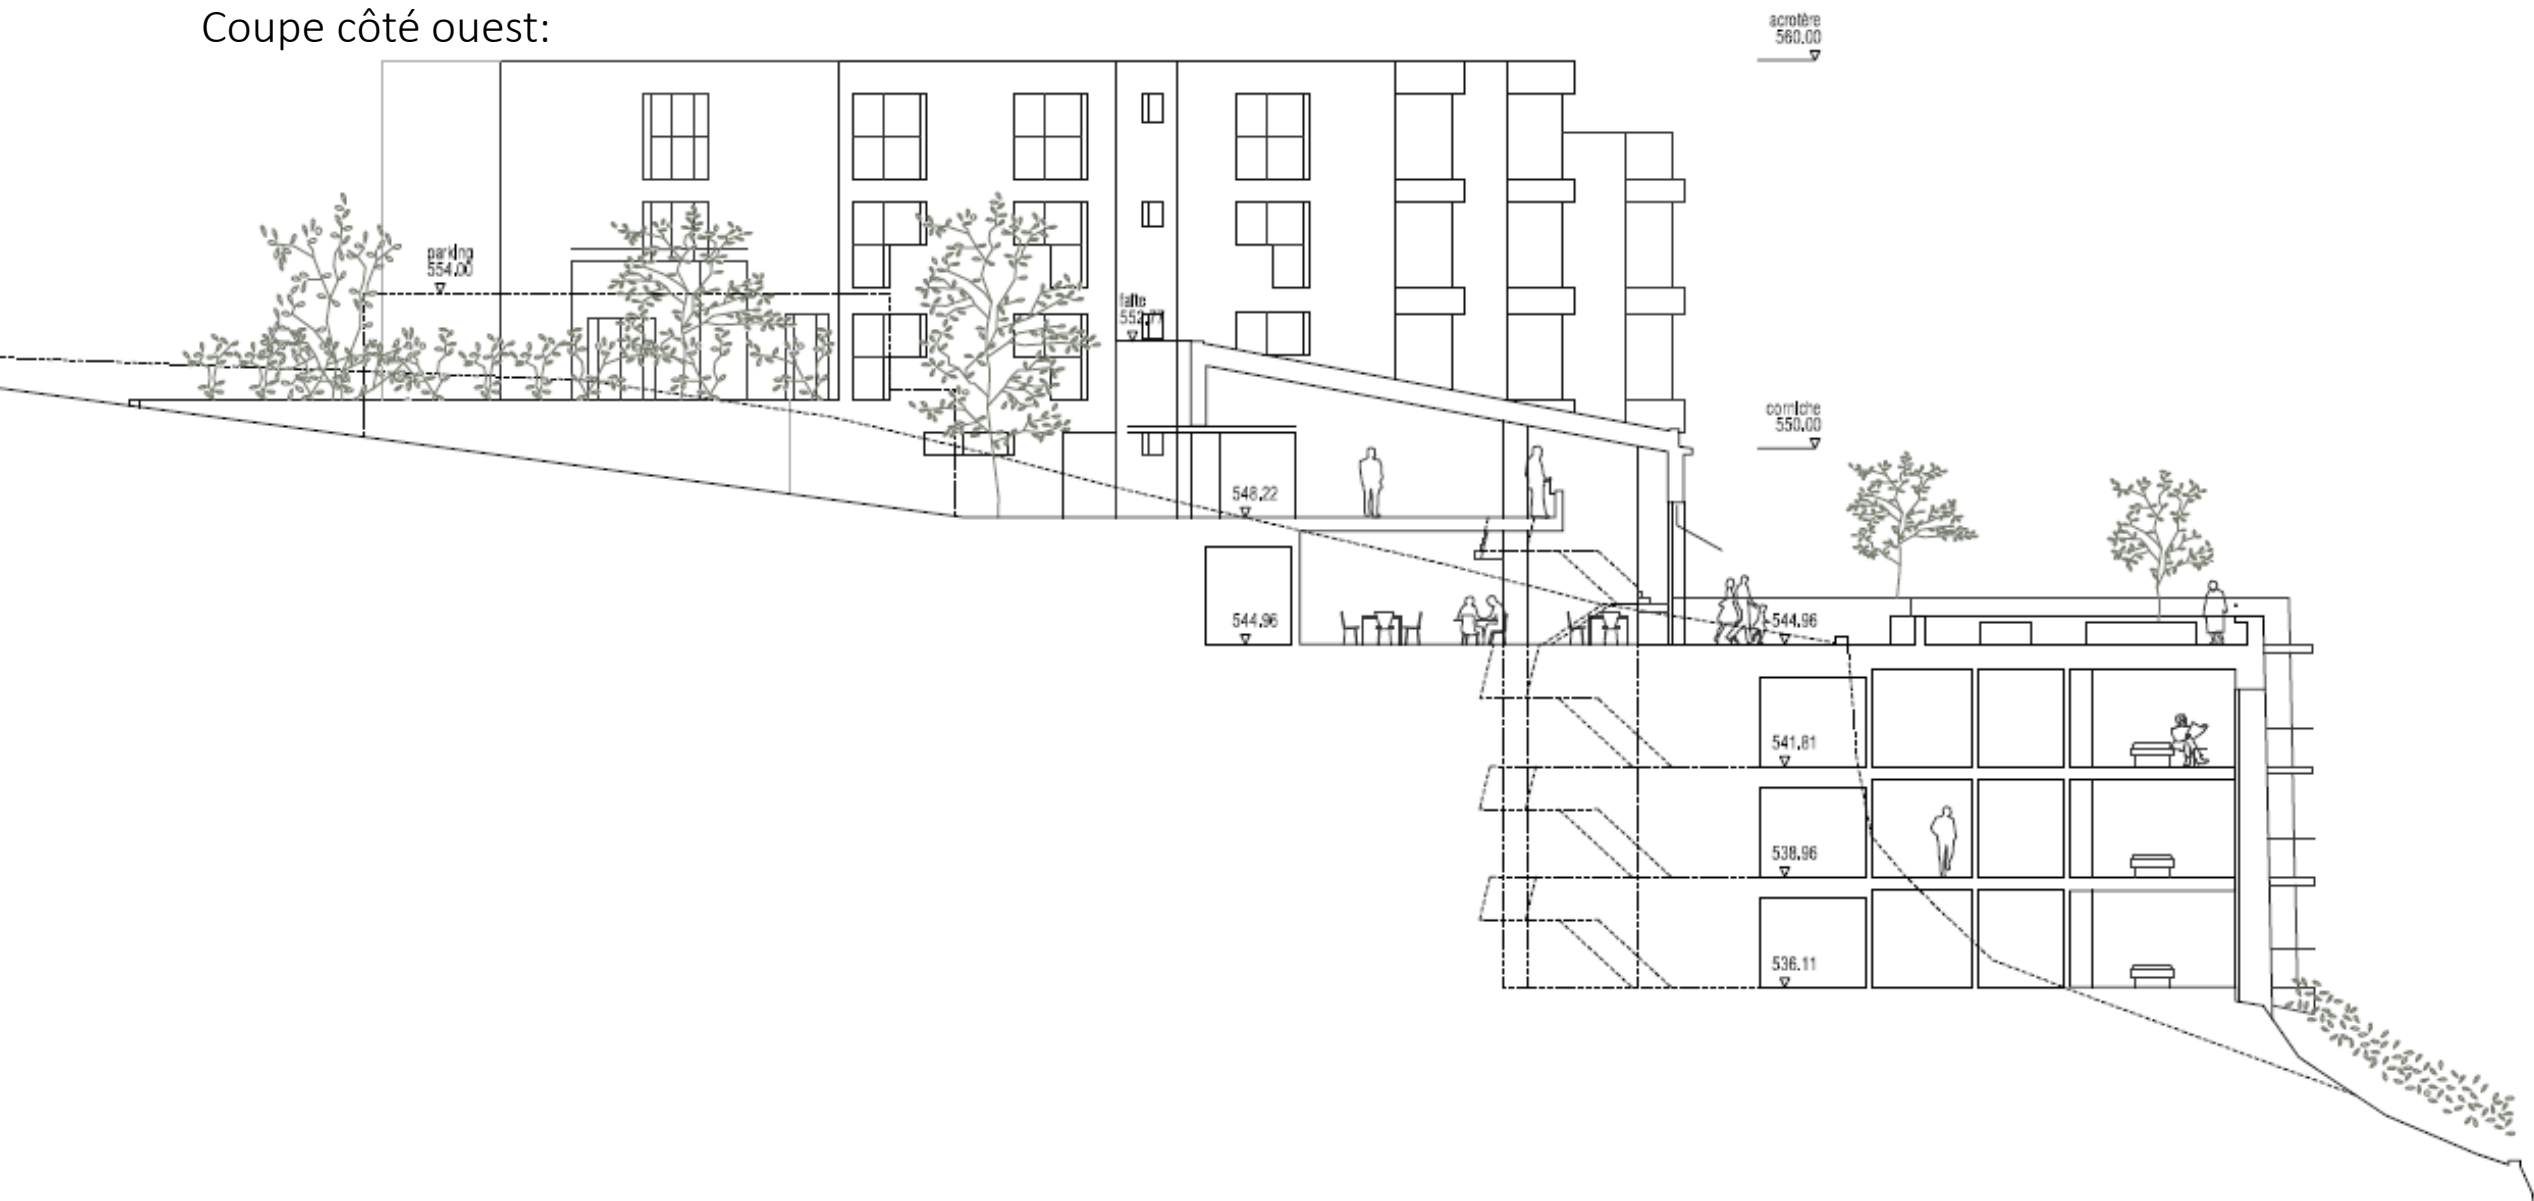 Coupe côté ouest:
acrotère
560.00
parking
554.00
faîte
552.77
corniche
550.00
548.22
544.96
544.96
541.81
538.96
536.11